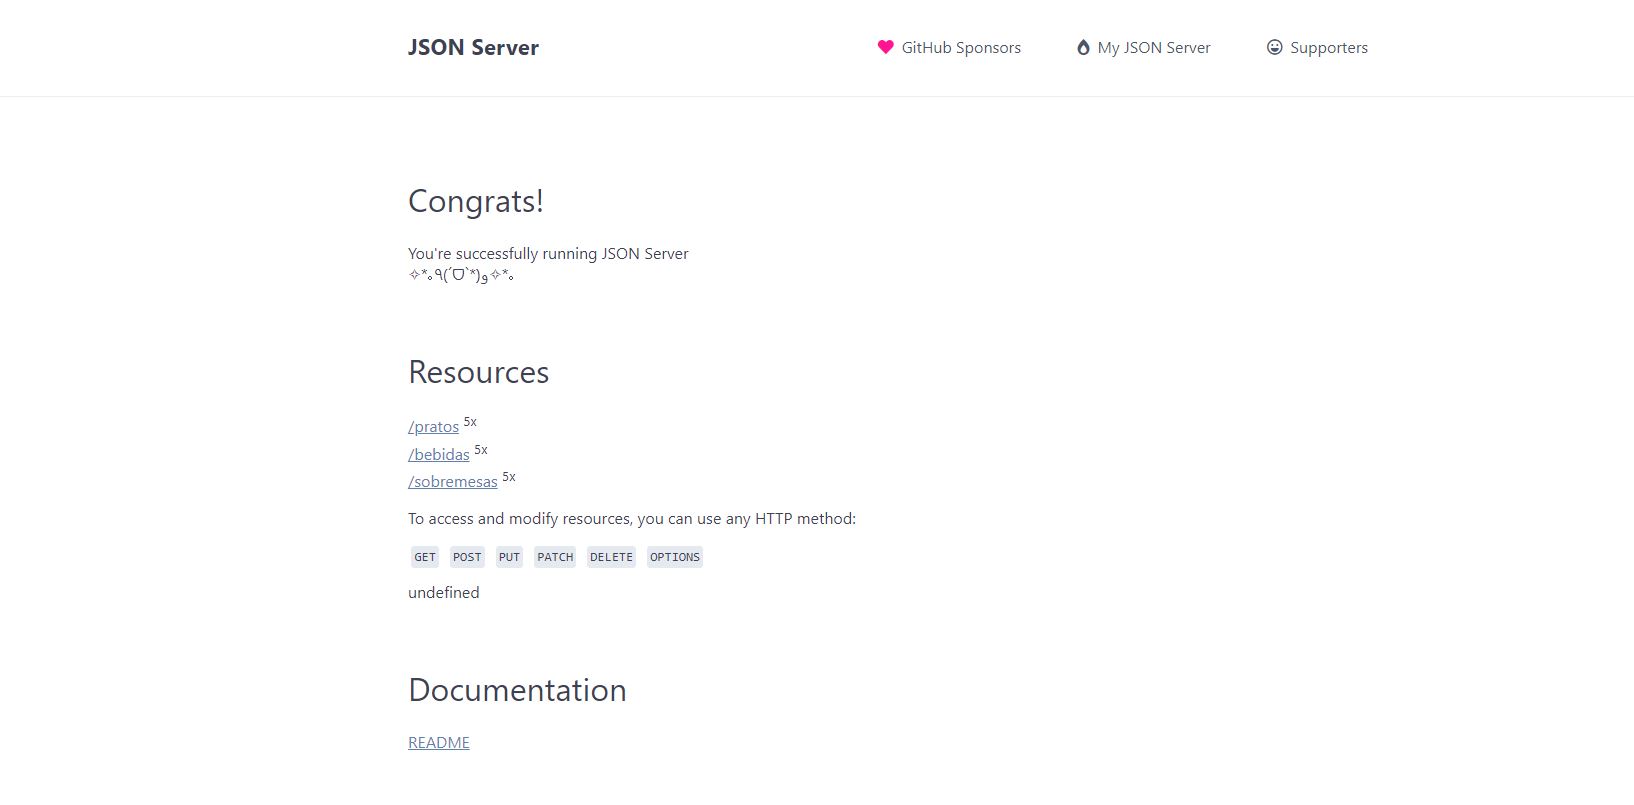 JSON Server
GitHub Sponsors
My JSON Server
Supporters
Congrats!
You're successfully running JSON Server
✧*｡٩(ˊᗜˋ*)و✧*｡
Resources
/pratos 5x
/bebidas 5x
/sobremesas 5x
To access and modify resources, you can use any HTTP method:
GET POST PUT PATCH DELETE OPTIONS
undefined
Documentation
README